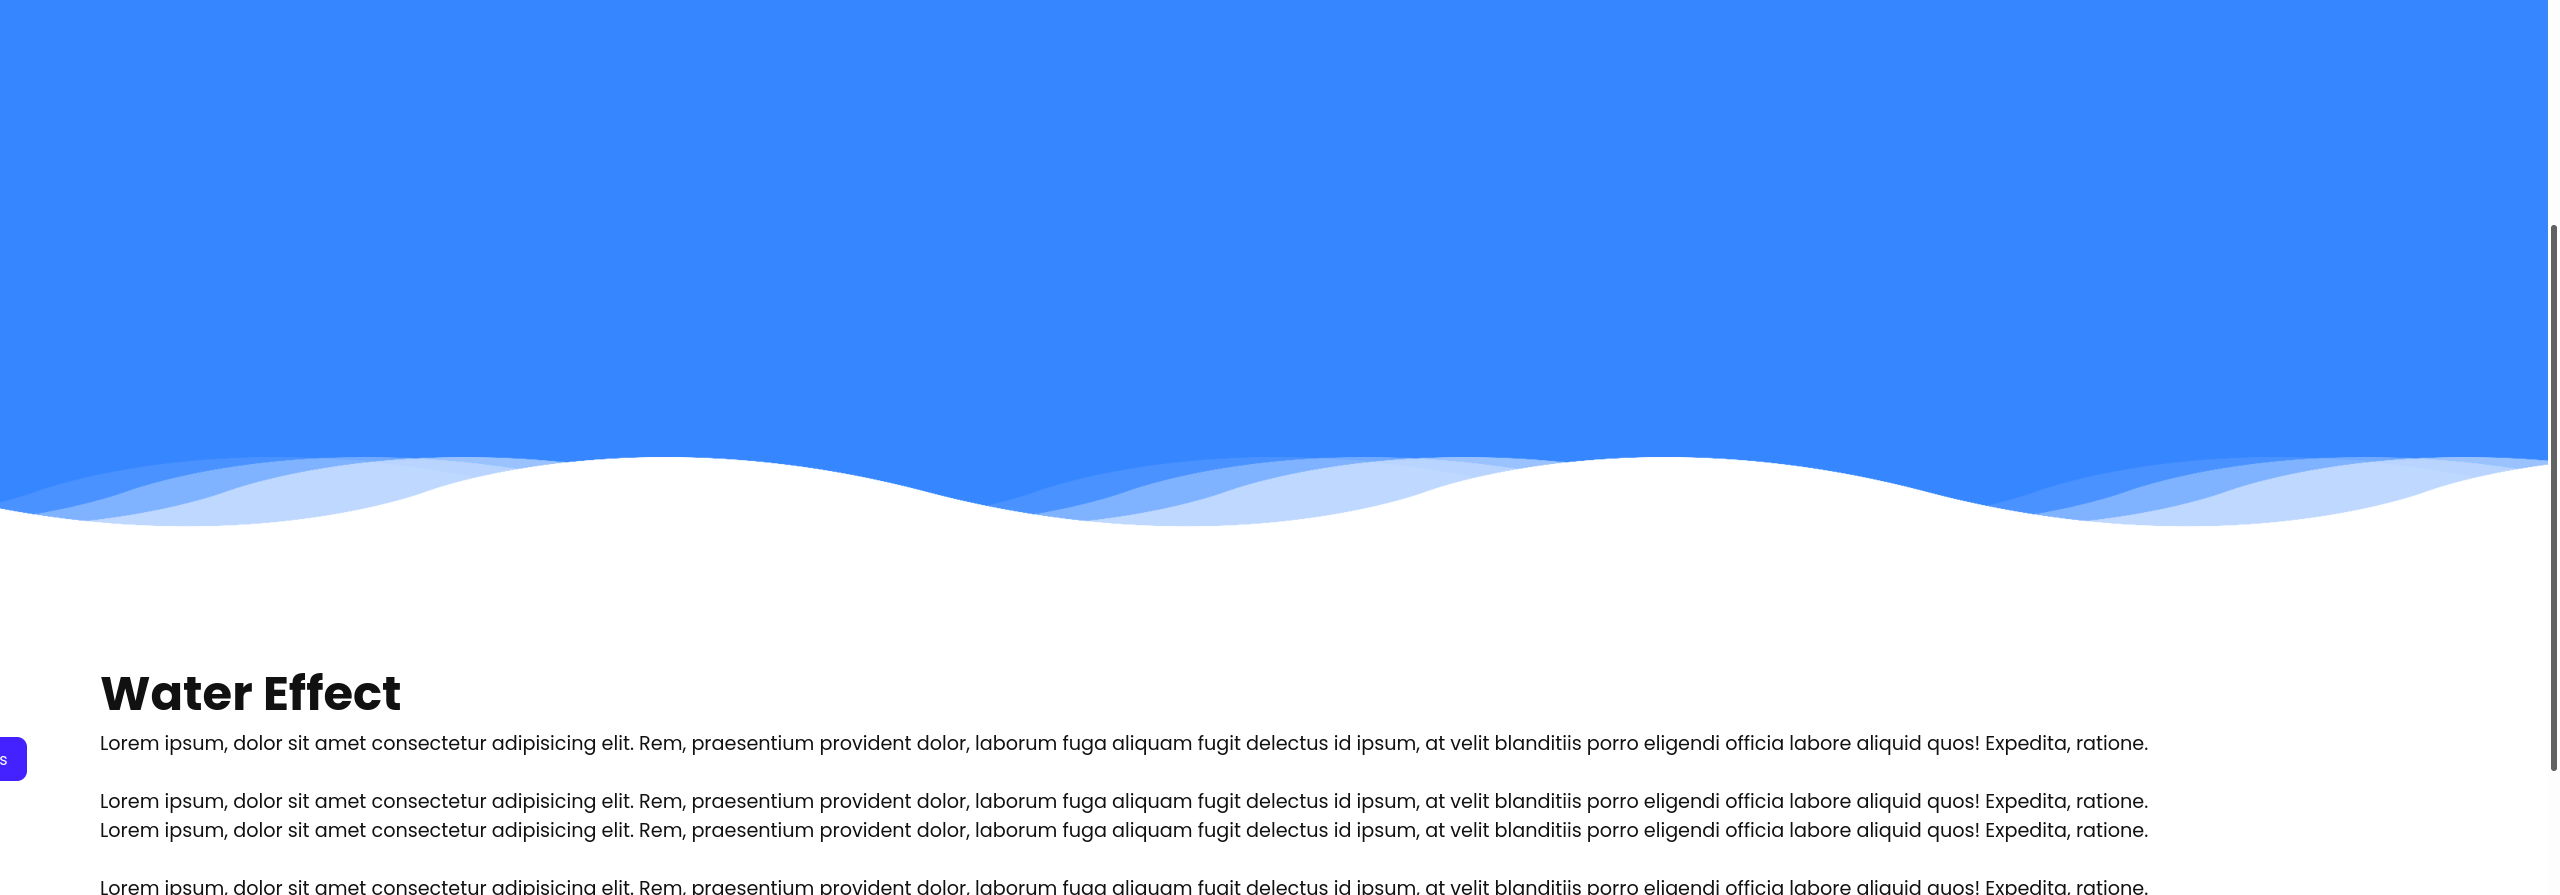 Water Effect
Lorem ipsum, dolor sit amet consectetur adipisicing elit. Rem, praesentium provident dolor, laborum fuga aliquam fugit delectus id ipsum, at velit blanditiis porro eligendi officia labore aliquid quos! Expedita, ratione.
s
Lorem ipsum, dolor sit amet consectetur adipisicing elit. Rem, praesentium provident dolor, laborum fuga aliquam fugit delectus id ipsum, at velit blanditiis porro eligendi officia labore aliquid quos! Expedita, ratione.
Lorem ipsum, dolor sit amet consectetur adipisicing elit. Rem, praesentium provident dolor, laborum fuga aliquam fugit delectus id ipsum, at velit blanditiis porro eligendi officia labore aliquid quos! Expedita, ratione.
Lorem ipsum, dolor sit amet consectetur adipisicing elit. Rem, praesentium provident dolor, laborum fuga aliquam fugit delectus id ipsum, at velit blanditiis porro eligendi officia labore aliquid quos! Expedita, ratione.